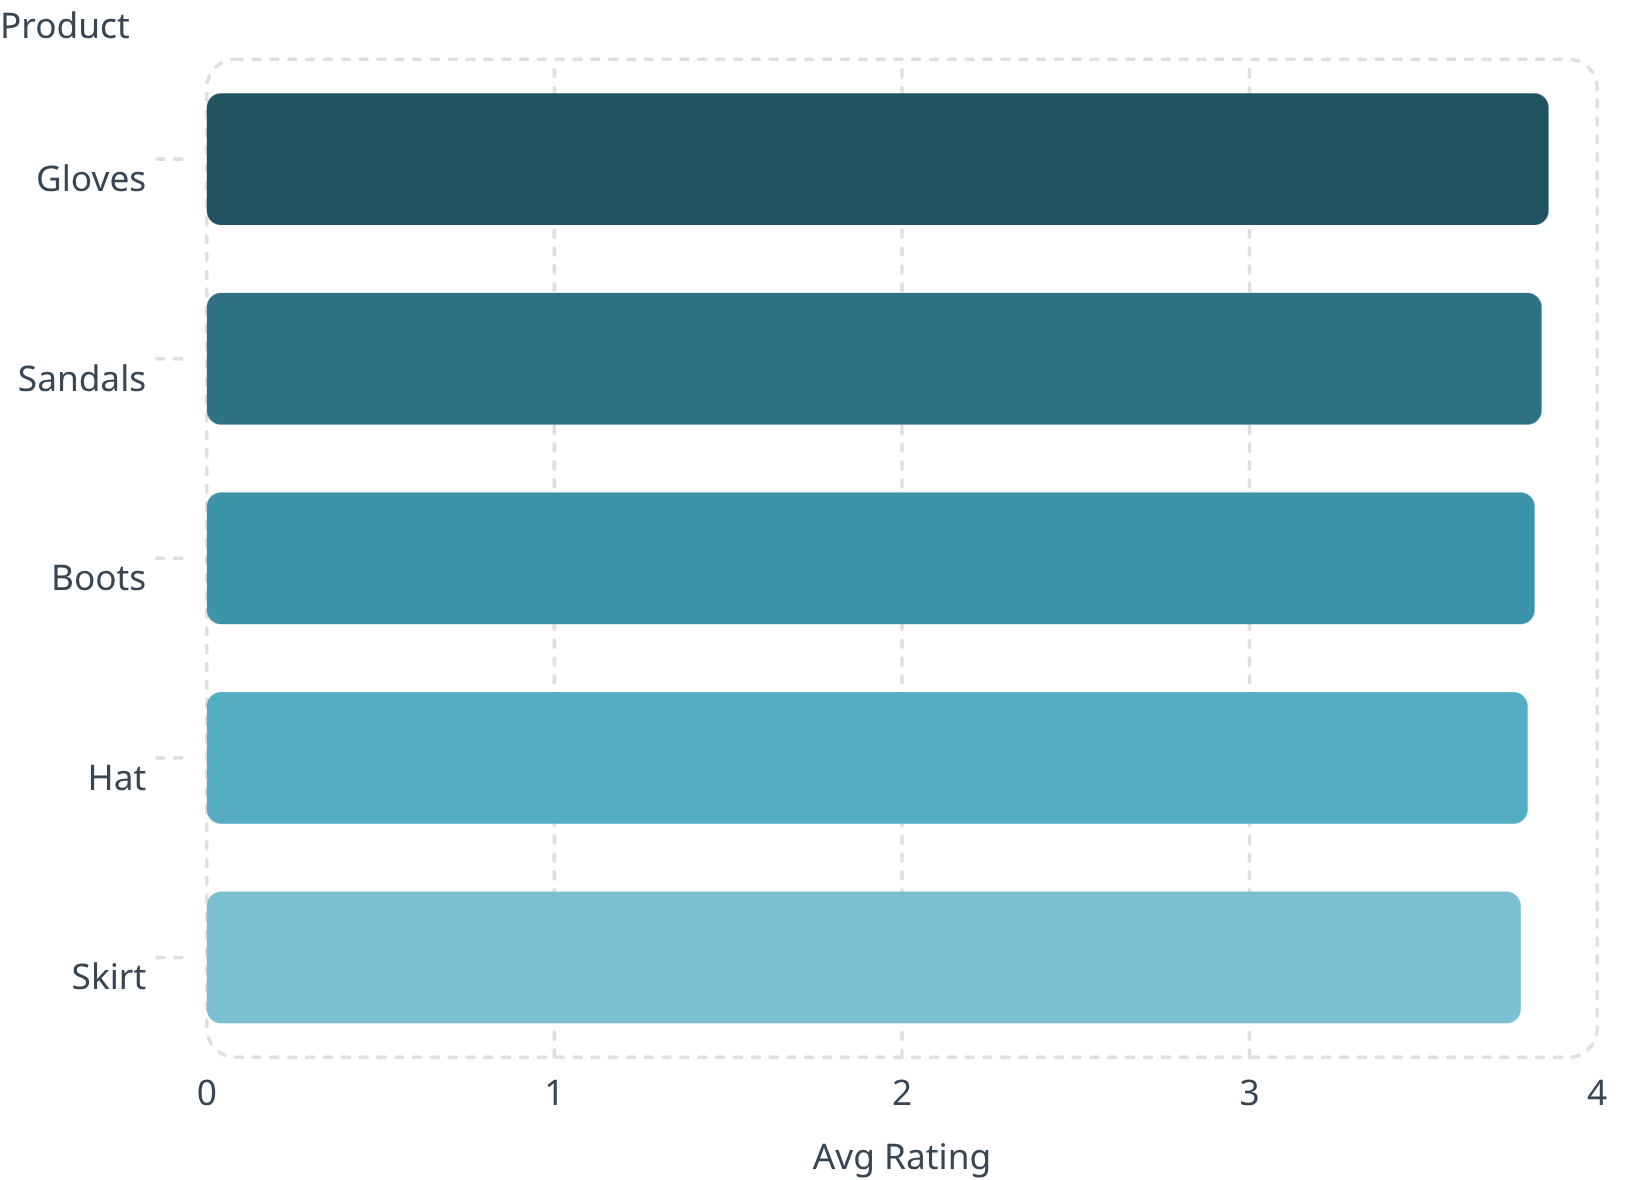 Product
Gloves
Sandals
Boots
Hat
Skirt
0 1 2 3 4
Avg Rating